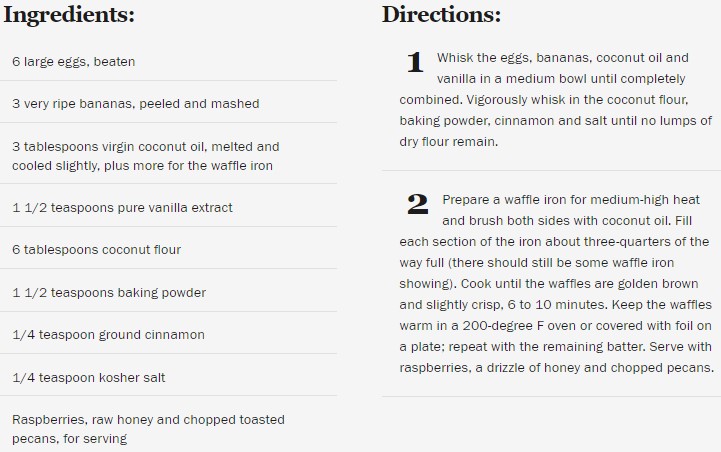 Ingredients:
6 large eggs, beaten
3 very ripe bananas, peeled and mashed
3 tablespoons virgin coconut oil, melted and
cooled slightly, plus more for the waffle iron
1 1/2 teaspoons pure vanilla extract
6 tablespoons coconut flour
1 1/2 teaspoons baking powder
1/4 teaspoon ground cinnamon
1/4 teaspoon kosher salt
Raspberries, raw honey and chopped toasted
pecans, for serving
Directions:
1 Whisk the eggs, bananas, coconut oil and
vanilla in a medium bowl until completely
combined. Vigorously whisk in the coconut flour,
baking powder, cinnamon and salt until no lumps of
dry flour remain.
2 Prepare a waffle iron for medium-high heat
and brush both sides with coconut oil. Fill
each section of the iron about three-quarters of the
way full (there should still be some waffle iron
showing). Cook until the waffles are golden brown
and slightly crisp, 6 to 10 minutes. Keep the waffles
warm in a 200-degree F oven or covered with foil on
a plate; repeat with the remaining batter. Serve with
raspberries, a drizzle of honey and chopped pecans.